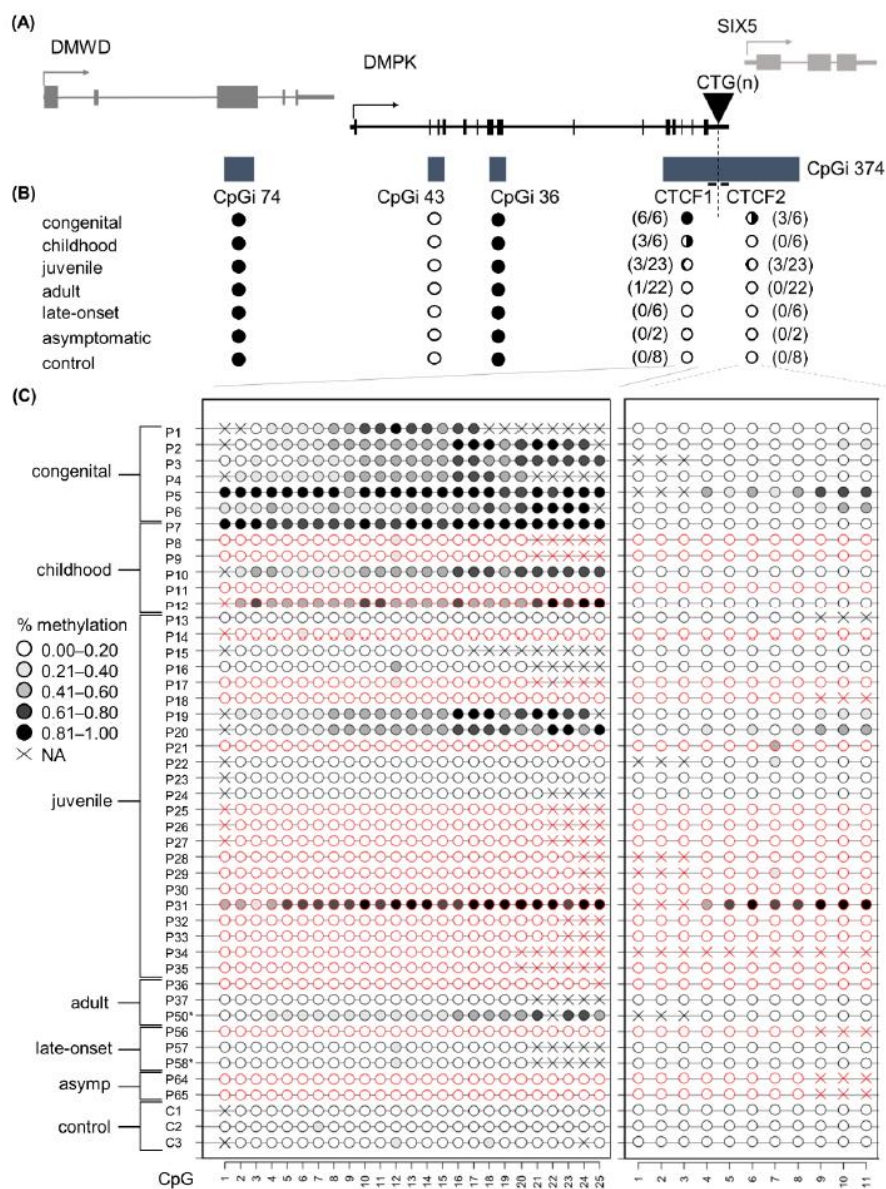 (A)
DMWD
DMPK
SIX5
CTG(n)
CpGi 374
CpGi 74
CpGi 43
CpGi 36
CTCF1
CTCF2
(B)
congenital
(6/6)
(3/6)
childhood
(3/6)
(0/6)
juvenile
(3/23)
(3/23)
adult
(1/22)
(0/22)
late-onset
(0/6)
(0/6)
asymptomatic
(0/2)
(0/2)
control
(0/8)
(0/8)
(C)
congenital
childhood
juvenile
adult
late-onset
asymp
control
% methylation
0.00–0.20
0.21–0.40
0.41–0.60
0.61–0.80
0.81–1.00
NA
P1
P2
P3
P4
P5
P6
P7
P8
P9
P10
P11
P12
P13
P14
P15
P16
P17
P18
P19
P20
P21
P22
P23
P24
P25
P26
P27
P28
P29
P30
P31
P32
P33
P34
P35
P36
P37
P50*
P56
P57
P58*
P64
P65
C1
C2
C3
CpG
1 2 3 4 5 6 7 8 9 10 11 12 13 14 15 16 17 18 19 20 21 22 23 24 25
1 2 3 4 5 6 7 8 9 10 11